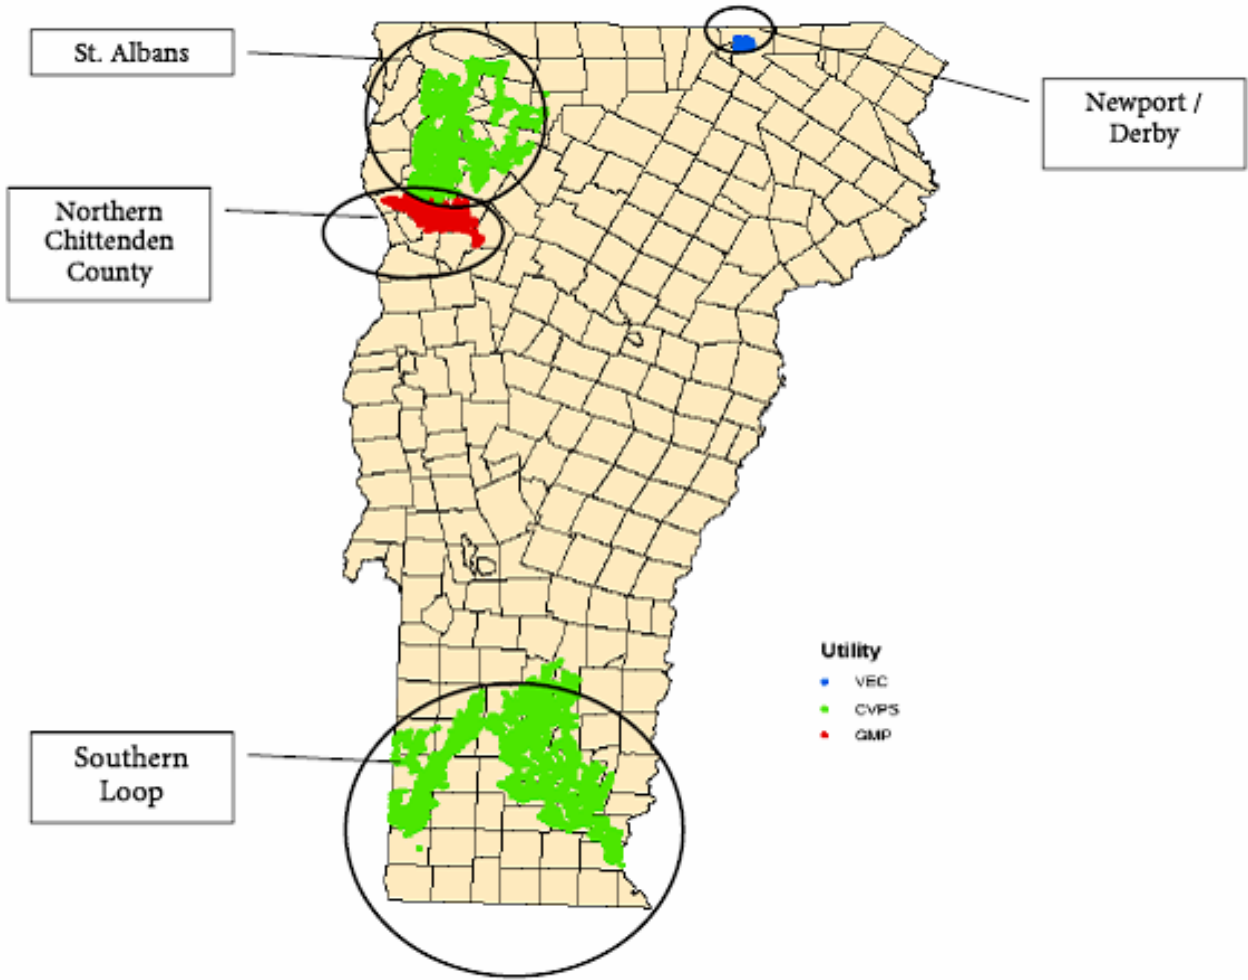 St. Albans
Newport /
Derby
Northern
Chittenden
County
Utility
VEC
CVPS
GMP
Southern
Loop